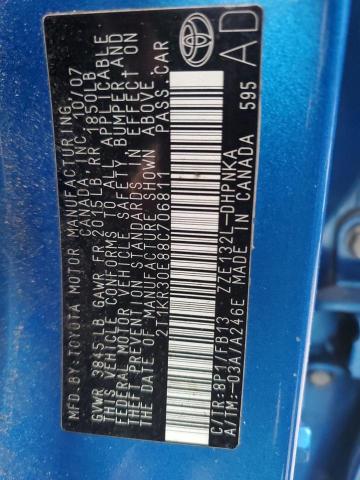 MFD.BY:TOYOTA MOTOR MANUFACTURING
CANADA, INC. 10/07
GVWR 3815LB GAWR FR 2015LB RR 1850LB
THIS VEHICLE CONFORMS TO ALL APPLICABLE
FEDERAL MOTOR VEHICLE SAFETY, BUMPER AND
THEFT PREVENTION STANDARDS IN EFFECT ON
THE DATE OF MANUFACTURE SHOWN ABOVE.
2T1KR30E88C706811 PASS.CAR
C/TR:8P1/FB13 ZZE132L-DHPNKA
A/TM:-03A/A246E MADE IN CANADA 595
AD